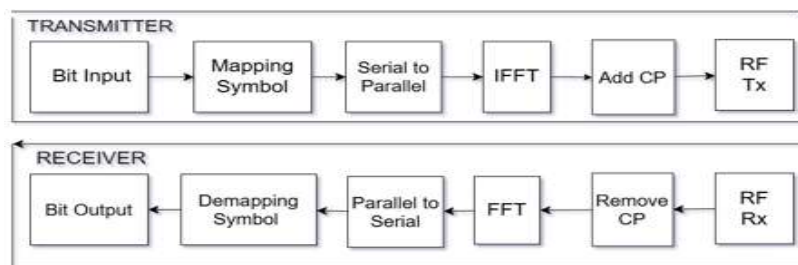 TRANSMITTER
Bit Input
Mapping
Symbol
Serial to
Parallel
IFFT
Add CP
RF
Tx
RECEIVER
Bit Output
Demapping
Symbol
Parallel to
Serial
FFT
Remove
CP
RF
Rx